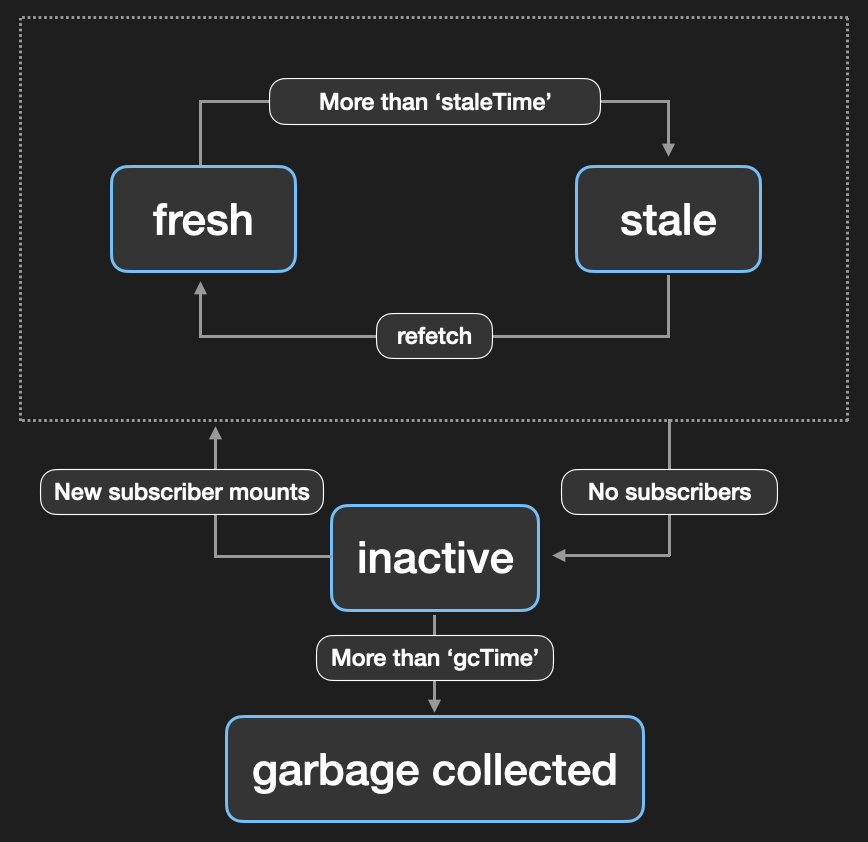 More than ‘staleTime’
fresh
stale
refetch
New subscriber mounts
No subscribers
inactive
More than ‘gcTime’
garbage collected